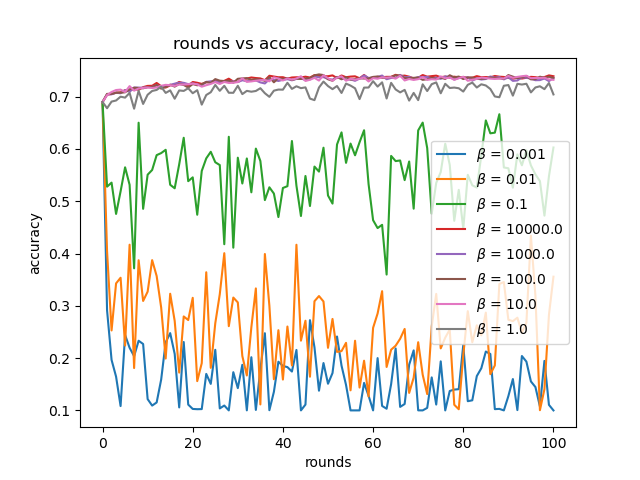 rounds vs accuracy, local epochs = 5
accuracy
0.7
0.6
0.5
0.4
0.3
0.2
0.1
β = 0.001
β = 0.01
β = 0.1
β = 10000.0
β = 1000.0
β = 100.0
β = 10.0
β = 1.0
0 20 40 60 80 100
rounds